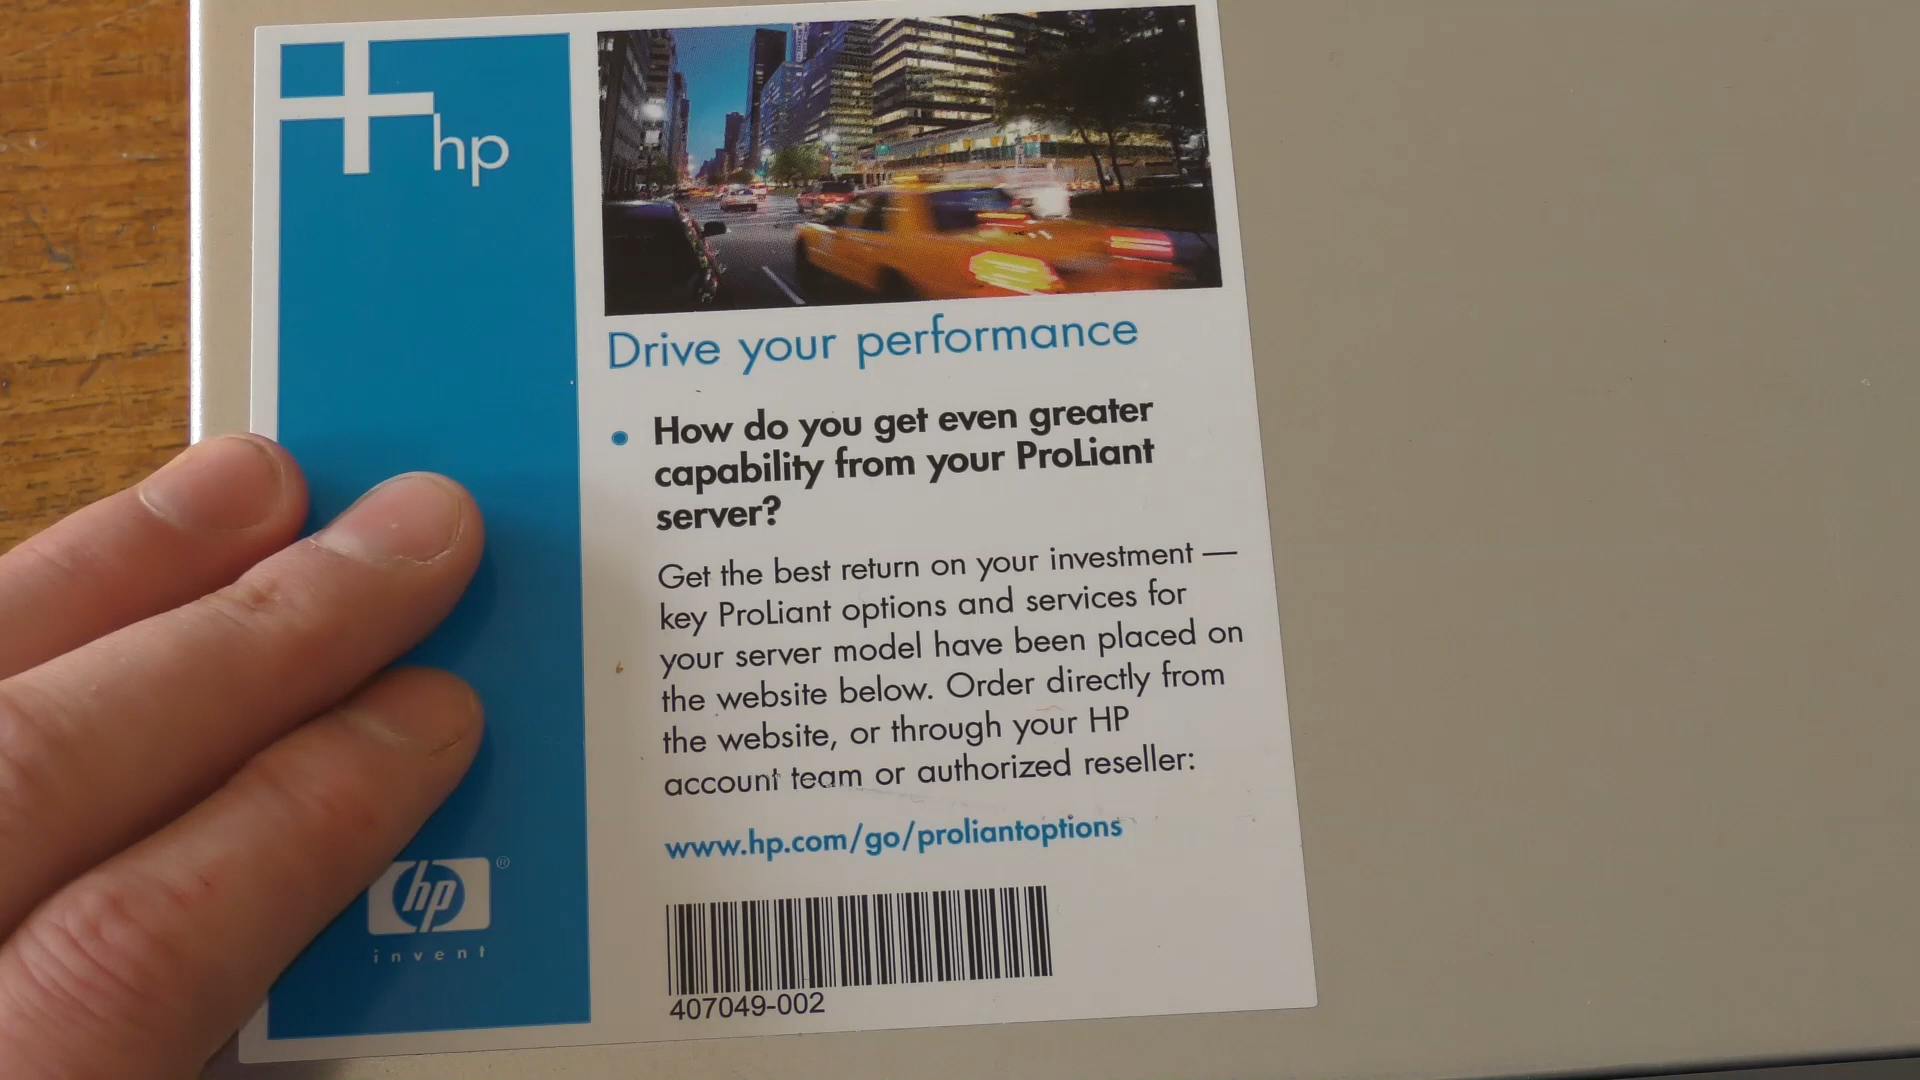 hp
Drive your performance
• How do you get even greater
capability from your ProLiant
server?
Get the best return on your investment —
key ProLiant options and services for
your server model have been placed on
the website below. Order directly from
the website, or through your HP
account team or authorized reseller:
www.hp.com/go/proliantoptions
hp®
invent
407049-002